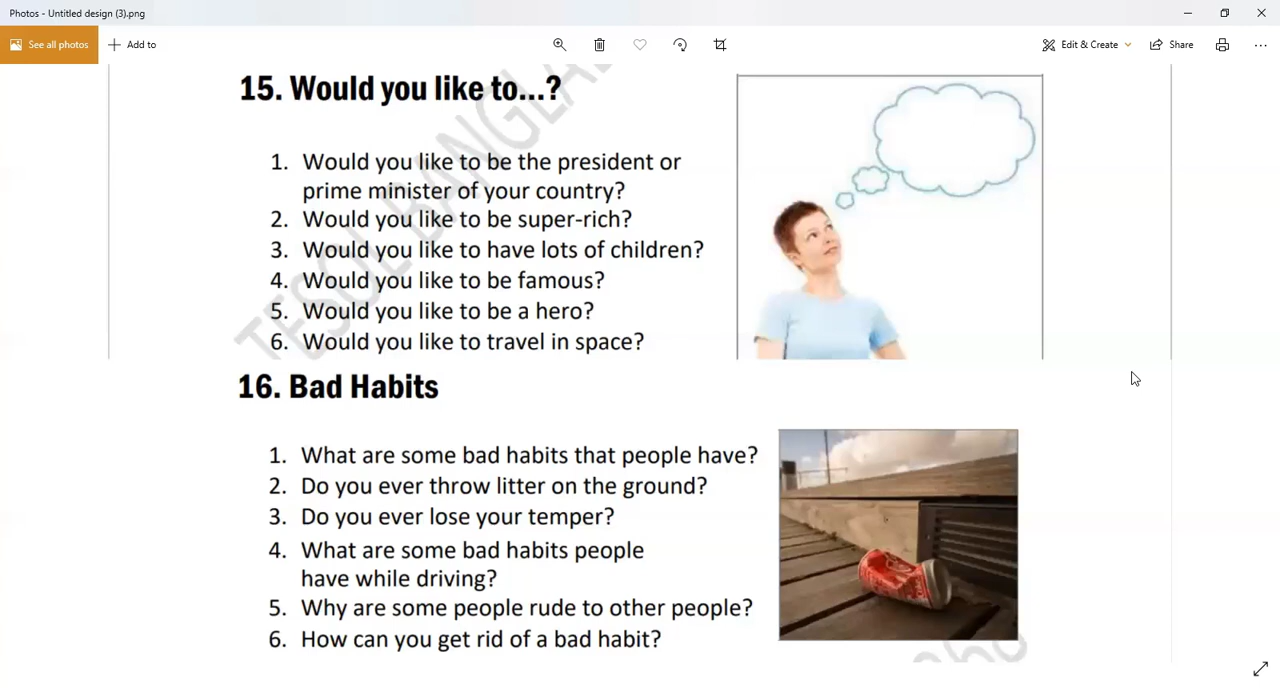 Photos - Untitled design (3).png
See all photos
Add to
Edit & Create
Share
15. Would you like to...?
1. Would you like to be the president or
prime minister of your country?
2. Would you like to be super-rich?
3. Would you like to have lots of children?
4. Would you like to be famous?
5. Would you like to be a hero?
6. Would you like to travel in space?
TESOL BANGLA
16. Bad Habits
1. What are some bad habits that people have?
2. Do you ever throw litter on the ground?
3. Do you ever lose your temper?
4. What are some bad habits people
have while driving?
5. Why are some people rude to other people?
6. How can you get rid of a bad habit?